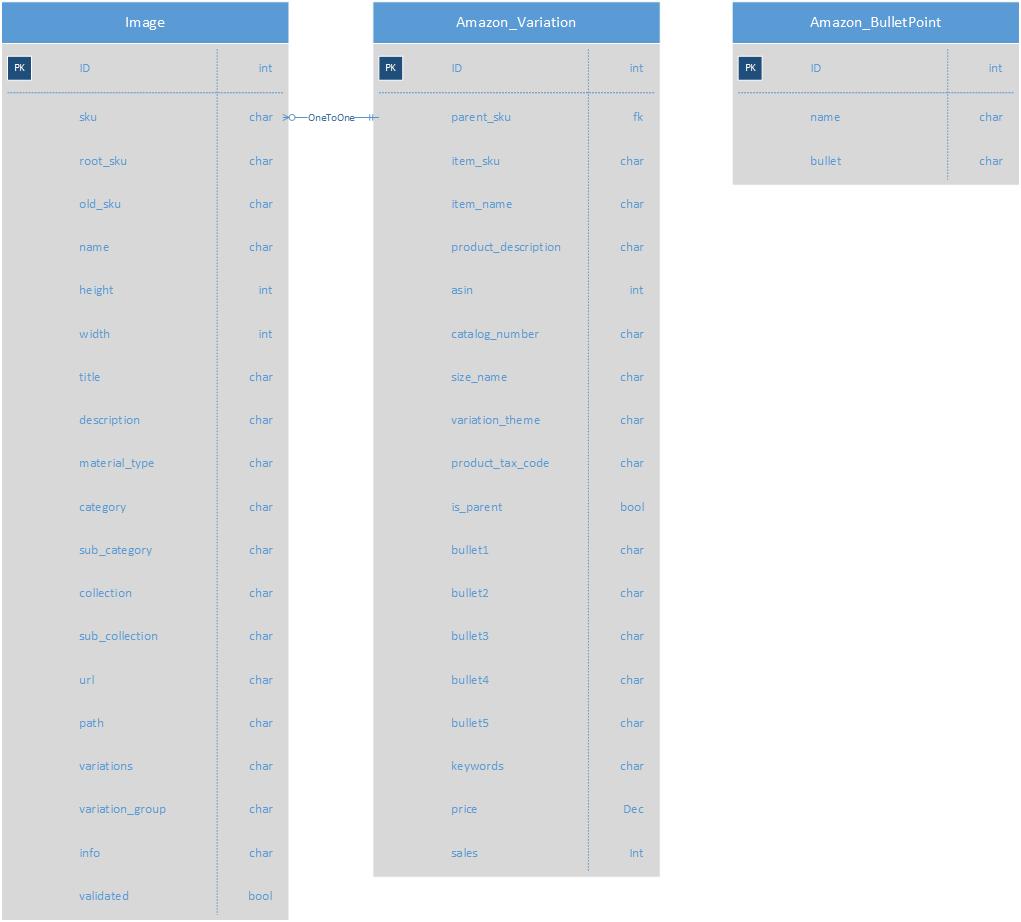 Image
PK ID int
sku char
root_sku char
old_sku char
name char
height int
width int
title char
description char
material_type char
category char
sub_category char
collection char
sub_collection char
url char
path char
variations char
variation_group char
info char
validated bool
OneToOne
Amazon_Variation
PK ID int
parent_sku fk
item_sku char
item_name char
product_description char
asin int
catalog_number char
size_name char
variation_theme char
product_tax_code char
is_parent bool
bullet1 char
bullet2 char
bullet3 char
bullet4 char
bullet5 char
keywords char
price Dec
sales Int
Amazon_BulletPoint
PK ID int
name char
bullet char